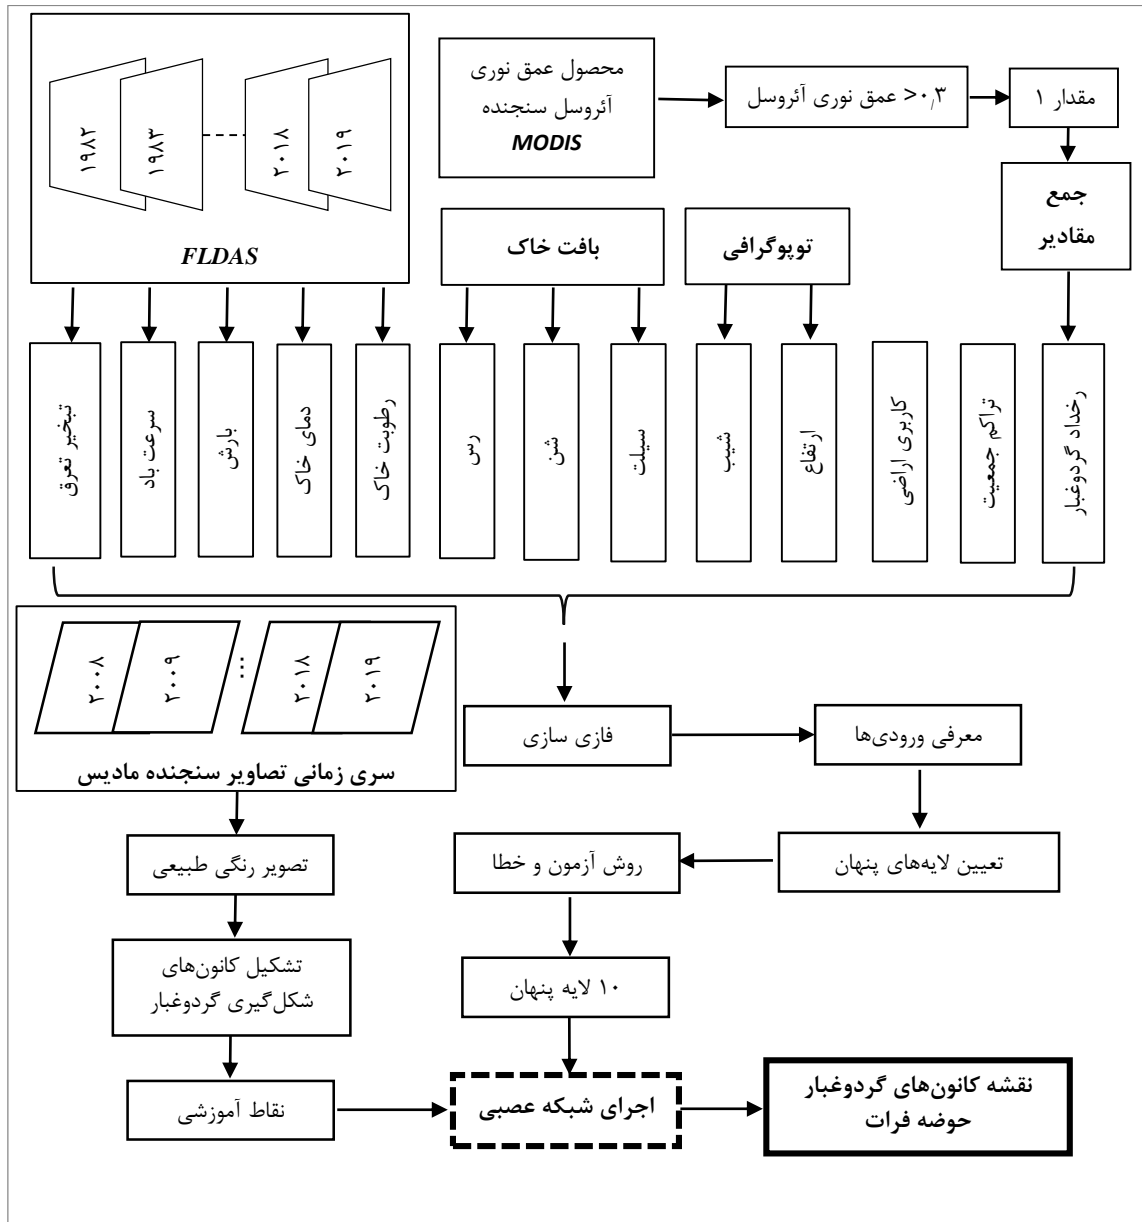 ۱۹۸۲
۱۹۸۳
۲۰۱۸
۲۰۱۹
FLDAS
محصول عمق نوری
آئروسل سنجنده
MODIS
۰٫۳< عمق نوری آئروسل
مقدار ۱
جمع
مقادیر
بافت خاک
توپوگرافی
تبخیر تعرق
سرعت باد
بارش
دمای خاک
رطوبت خاک
رس
شن
سیلت
شیب
ارتفاع
کاربری اراضی
تراکم جمعیت
رخداد گردوغبار
۲۰۰۸
۲۰۰۹
...
۲۰۱۸
۲۰۱۹
سری زمانی تصاویر سنجنده مادیس
فازی سازی
معرفی ورودی‌ها
تعیین لایه‌های پنهان
روش آزمون و خطا
۱۰ لایه پنهان
تصویر رنگی طبیعی
تشکیل کانون‌های
شکل‌گیری گردوغبار
نقاط آموزشی
اجرای شبکه عصبی
نقشه کانون‌های گردوغبار
حوضه فرات